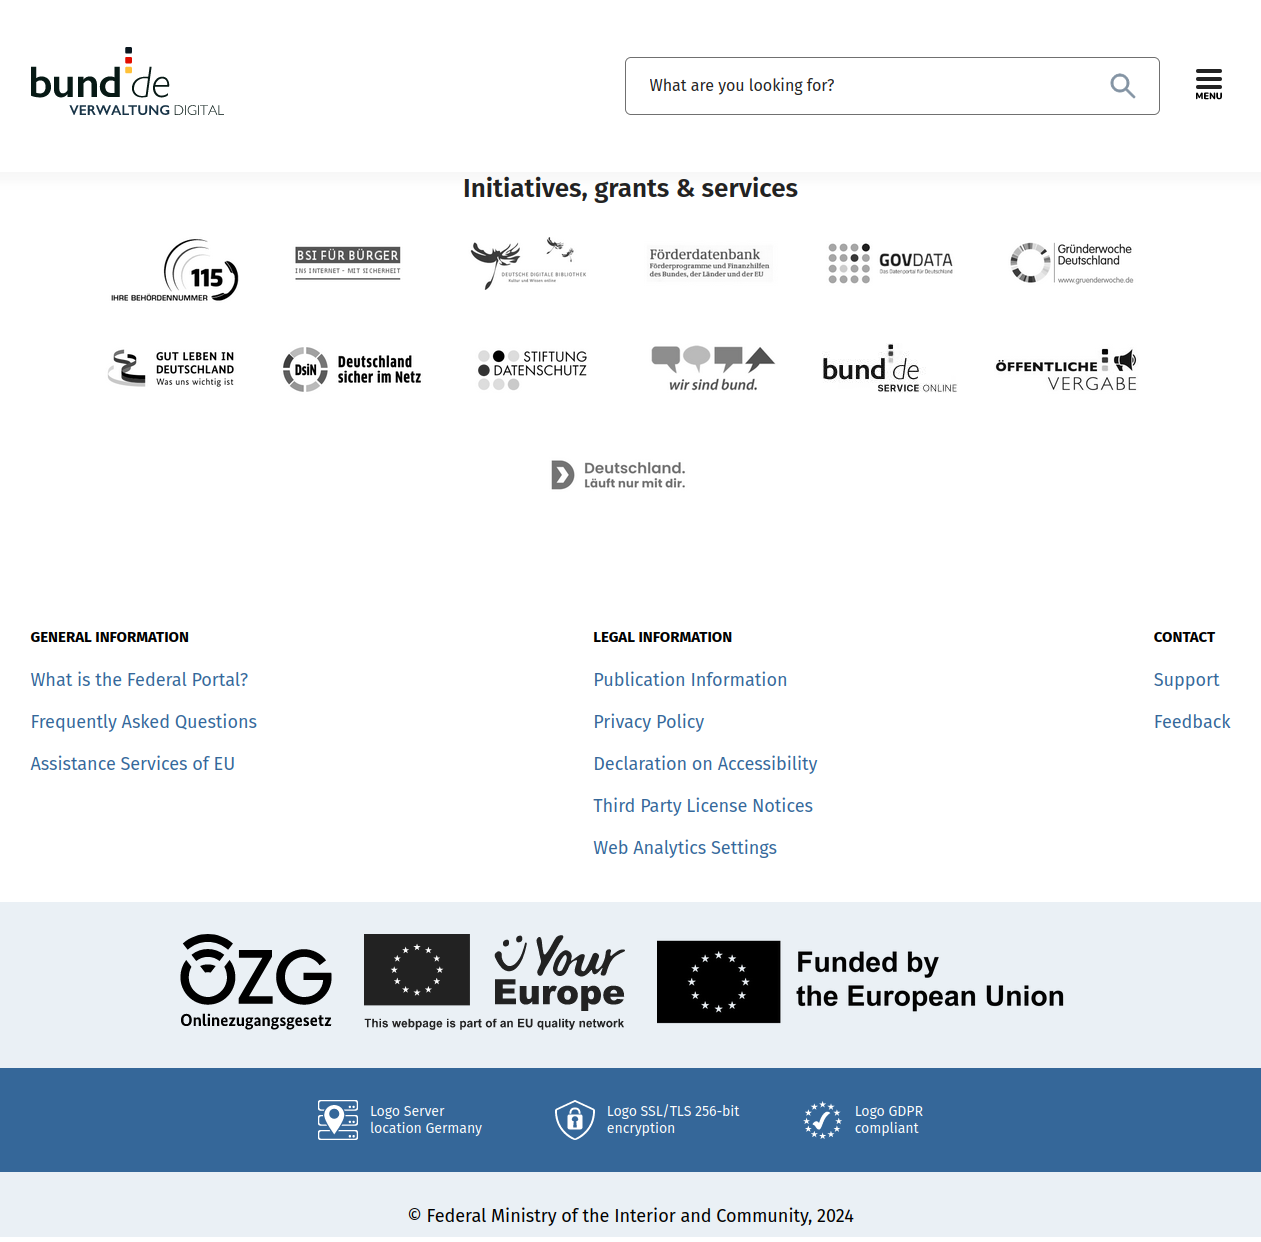 bund.de
VERWALTUNG DIGITAL
What are you looking for?
MENU
Initiatives, grants & services
115
IHRE BEHÖRDENNUMMER
BSI FÜR BÜRGER
INS INTERNET - MIT SICHERHEIT
DEUTSCHE DIGITALE BIBLIOTHEK
Kultur und Wissen online
Förderdatenbank
Förderprogramme und Finanzhilfen
des Bundes, der Länder und der EU
GOVDATA
Das Datenportal für Deutschland
Gründerwoche
Deutschland
www.gruenderwoche.de
GUT LEBEN IN
DEUTSCHLAND
Was uns wichtig ist
DsiN
Deutschland
sicher im Netz
STIFTUNG
DATENSCHUTZ
wir sind bund.
bund.de
SERVICE ONLINE
ÖFFENTLICHE
VERGABE
Deutschland.
Läuft nur mit dir.
GENERAL INFORMATION
What is the Federal Portal?
Frequently Asked Questions
Assistance Services of EU
LEGAL INFORMATION
Publication Information
Privacy Policy
Declaration on Accessibility
Third Party License Notices
Web Analytics Settings
CONTACT
Support
Feedback
ÖZG
Onlinezugangsgesetz
Your
Europe
This webpage is part of an EU quality network
Funded by
the European Union
Logo Server
location Germany
Logo SSL/TLS 256-bit
encryption
Logo GDPR
compliant
© Federal Ministry of the Interior and Community, 2024